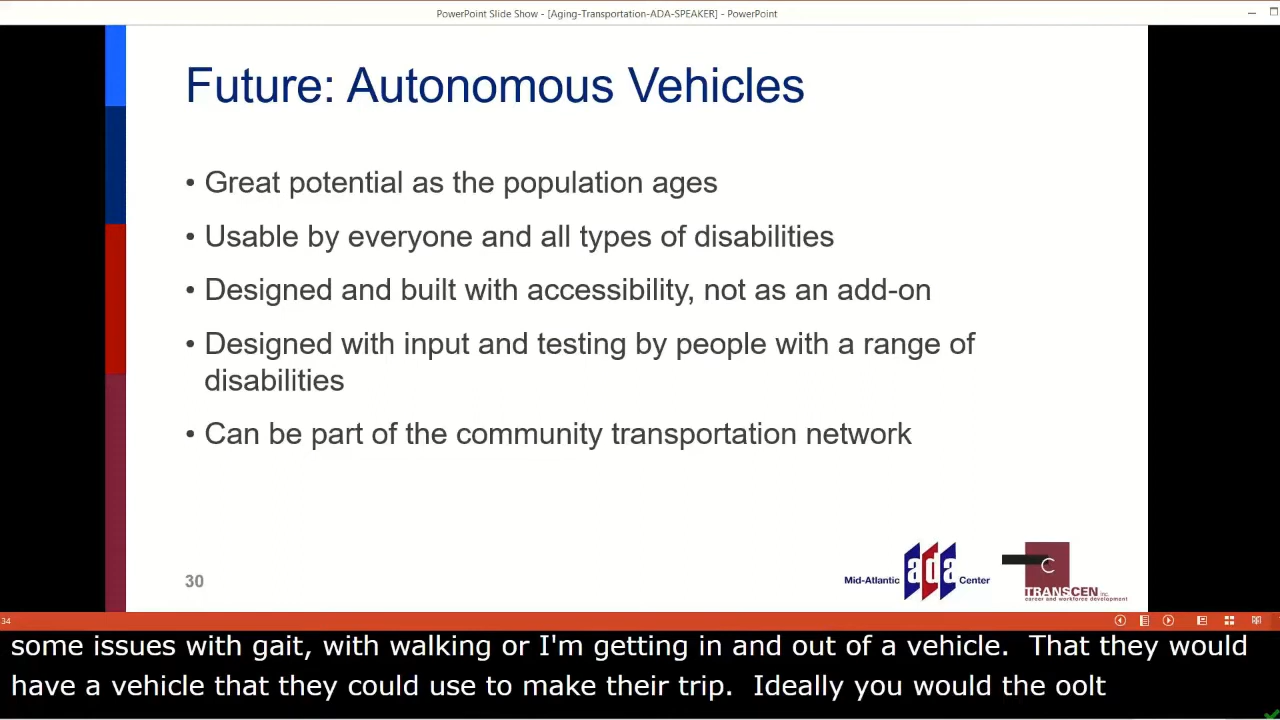 PowerPoint Slide Show - [Aging-Transportation-ADA-SPEAKER] - PowerPoint
Future: Autonomous Vehicles
• Great potential as the population ages
• Usable by everyone and all types of disabilities
• Designed and built with accessibility, not as an add-on
• Designed with input and testing by people with a range of
disabilities
• Can be part of the community transportation network
Mid-Atlantic ada Center
C
TRANSCEN inc.
career and workforce development
30
34
some issues with gait, with walking or I'm getting in and out of a vehicle.  That they would
have a vehicle that they could use to make their trip.  Ideally you would the oolt